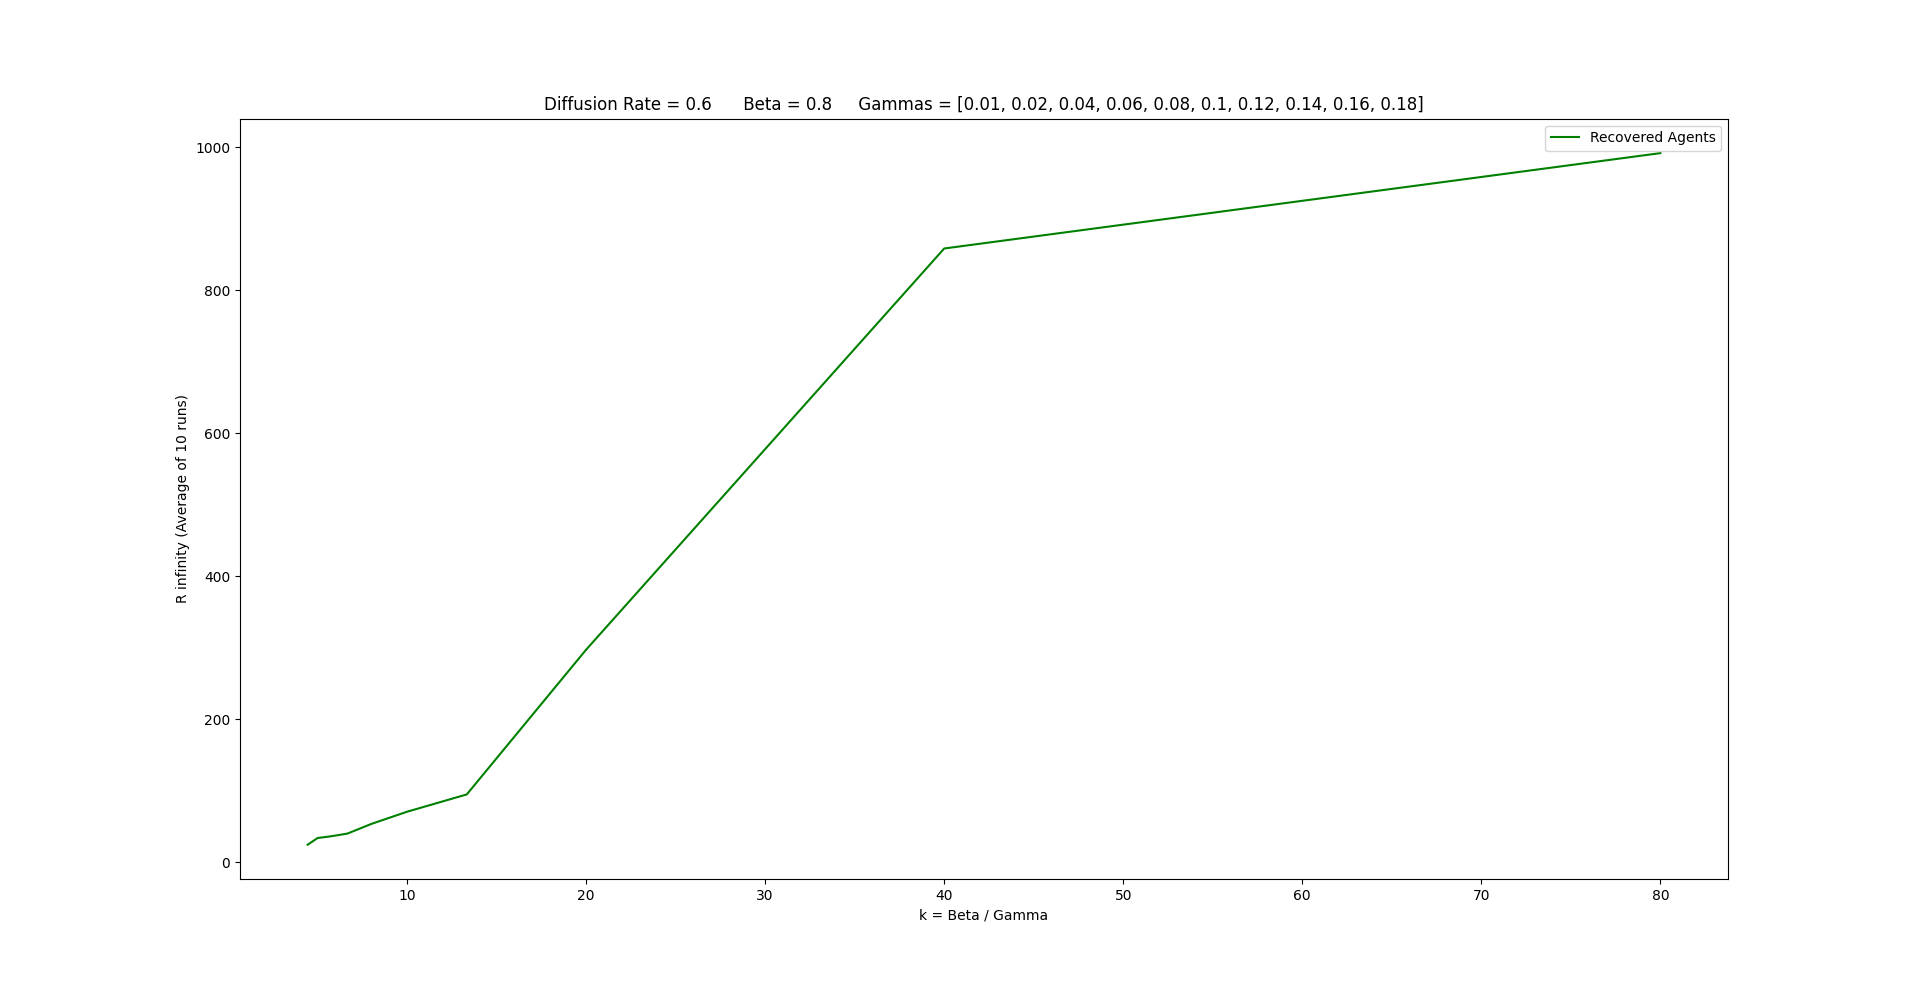 Diffusion Rate = 0.6      Beta = 0.8     Gammas = [0.01, 0.02, 0.04, 0.06, 0.08, 0.1, 0.12, 0.14, 0.16, 0.18]
Recovered Agents
1000
800
600
400
200
0
R infinity (Average of 10 runs)
10 20 30 40 50 60 70 80
k = Beta / Gamma